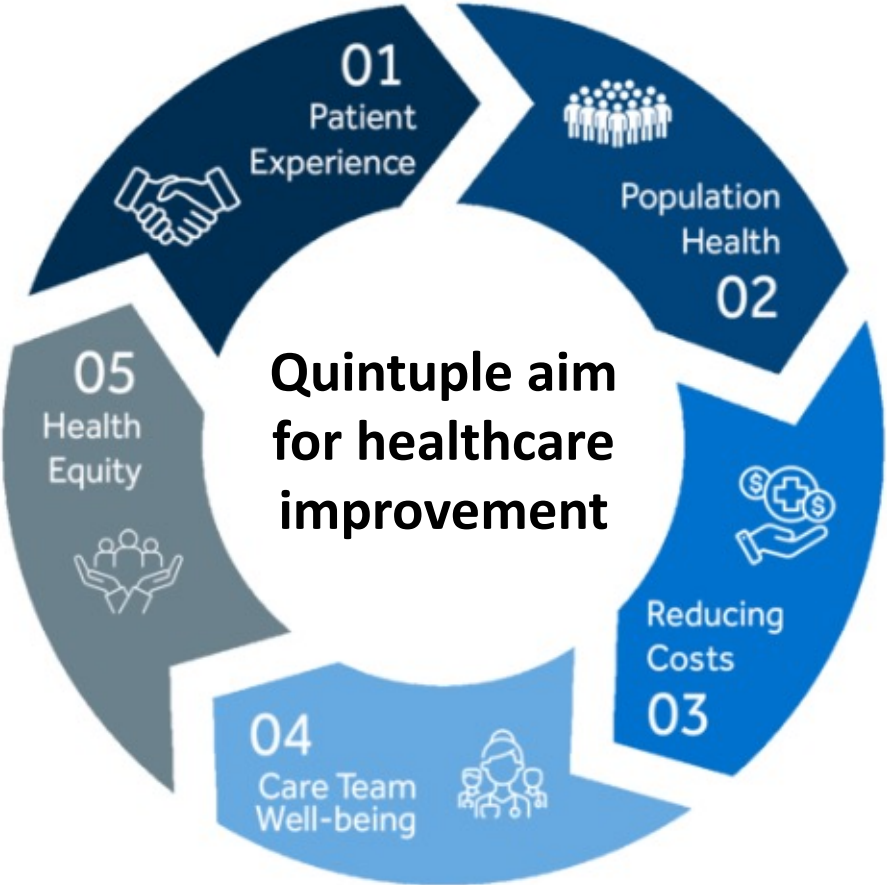 01
Patient
Experience
Population
Health
02
Quintuple aim
for healthcare
improvement
$
$
Reducing
Costs
03
04
Care Team
Well-being
05
Health
Equity